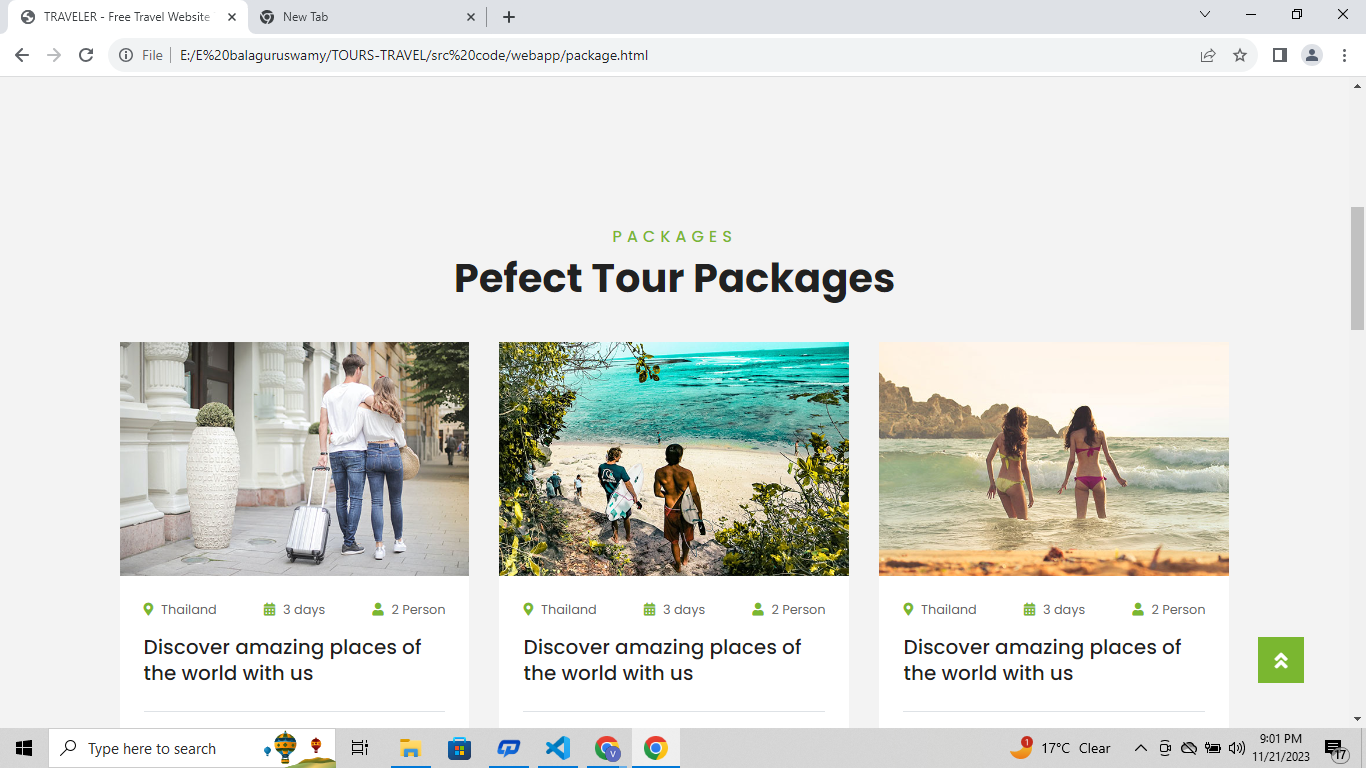 TRAVELER - Free Travel Website
New Tab
File
E:/E%20balaguruswamy/TOURS-TRAVEL/src%20code/webapp/package.html
PACKAGES
Pefect Tour Packages
Thailand 3 days 2 Person
Discover amazing places of
the world with us
Thailand 3 days 2 Person
Discover amazing places of
the world with us
Thailand 3 days 2 Person
Discover amazing places of
the world with us
Type here to search
V
1
17°C Clear
9:01 PM
11/21/2023
17